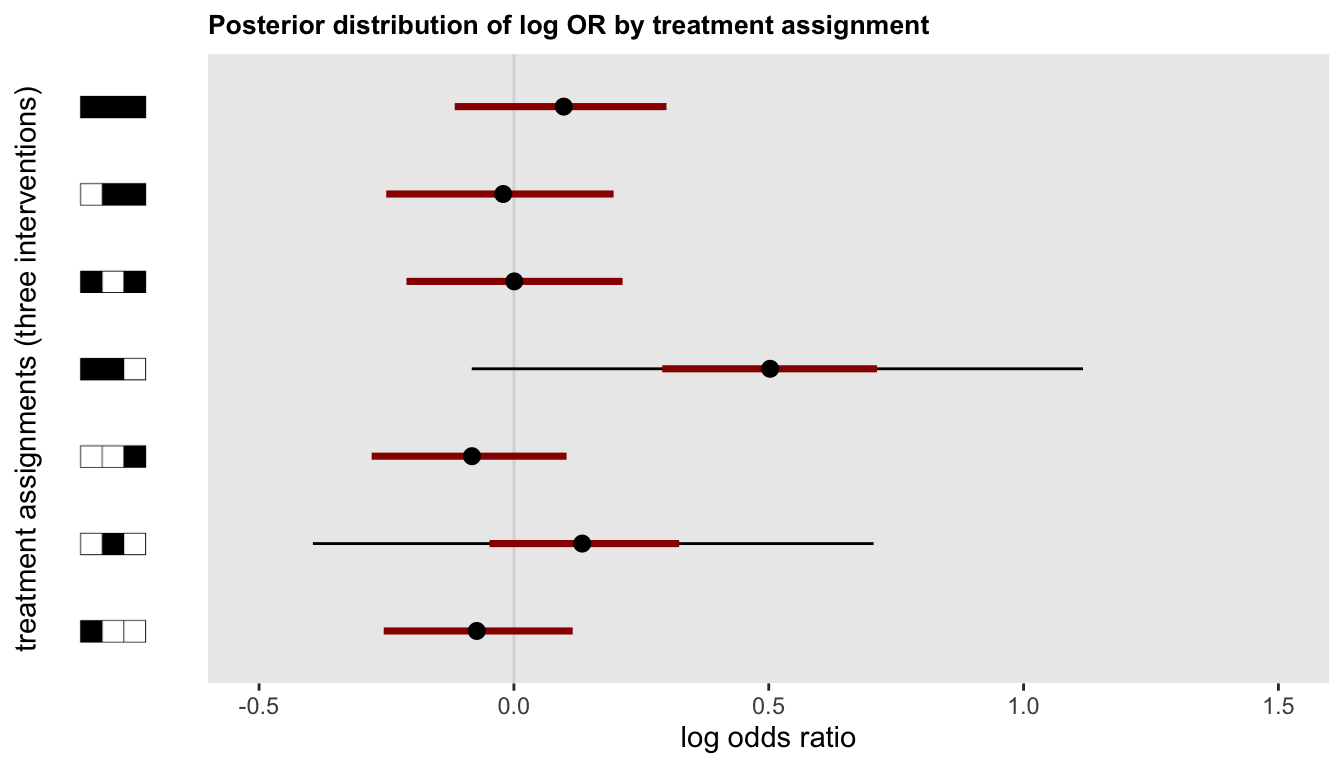 Posterior distribution of log OR by treatment assignment
treatment assignments (three interventions)
-0.5 0.0 0.5 1.0 1.5
log odds ratio